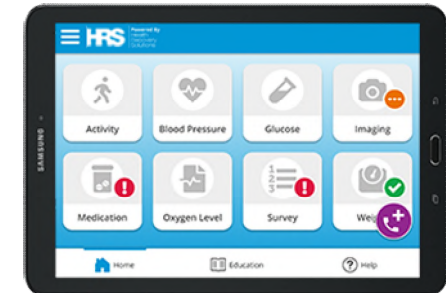 HRS
Powered By
Health
Recovery
Solutions
Activity
Blood Pressure
Glucose
Imaging
Medication
Oxygen Level
Survey
Home
Education
Help
SAMSUNG